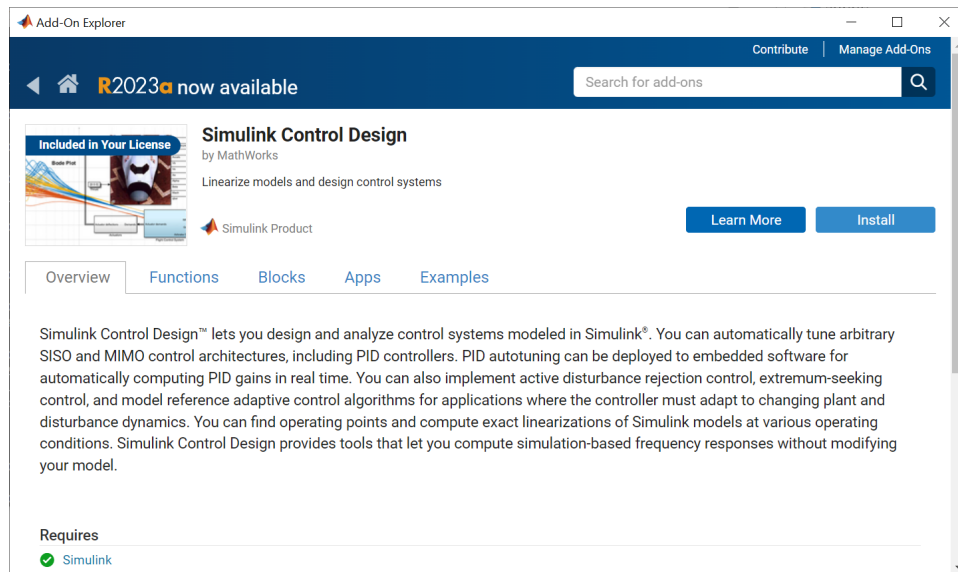 Add-On Explorer
Contribute
Manage Add-Ons
R2023a now available
Search for add-ons
Included in Your License
Bode Plot
Simulink Control Design
by MathWorks
Linearize models and design control systems
Simulink Product
Learn More
Install
Overview
Functions
Blocks
Apps
Examples
Simulink Control Design™ lets you design and analyze control systems modeled in Simulink®. You can automatically tune arbitrary
SISO and MIMO control architectures, including PID controllers. PID autotuning can be deployed to embedded software for
automatically computing PID gains in real time. You can also implement active disturbance rejection control, extremum-seeking
control, and model reference adaptive control algorithms for applications where the controller must adapt to changing plant and
disturbance dynamics. You can find operating points and compute exact linearizations of Simulink models at various operating
conditions. Simulink Control Design provides tools that let you compute simulation-based frequency responses without modifying
your model.
Requires
Simulink